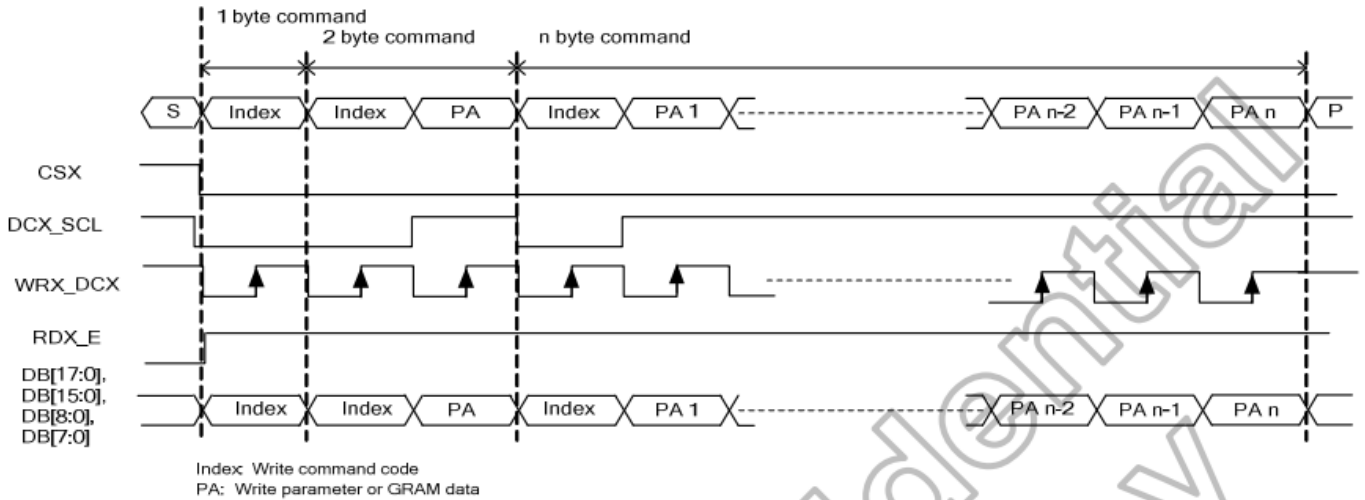 1 byte command
2 byte command n byte command
S Index Index PA Index PA 1 PA n-2 PA n-1 PA n P
CSX
DCX_SCL
WRX_DCX
RDX_E
DB[17:0],
DB[15:0],
DB[8:0],
DB[7:0]
Index Index PA Index PA 1 PA n-2 PA n-1 PA n
Index: Write command code
PA: Write parameter or GRAM data